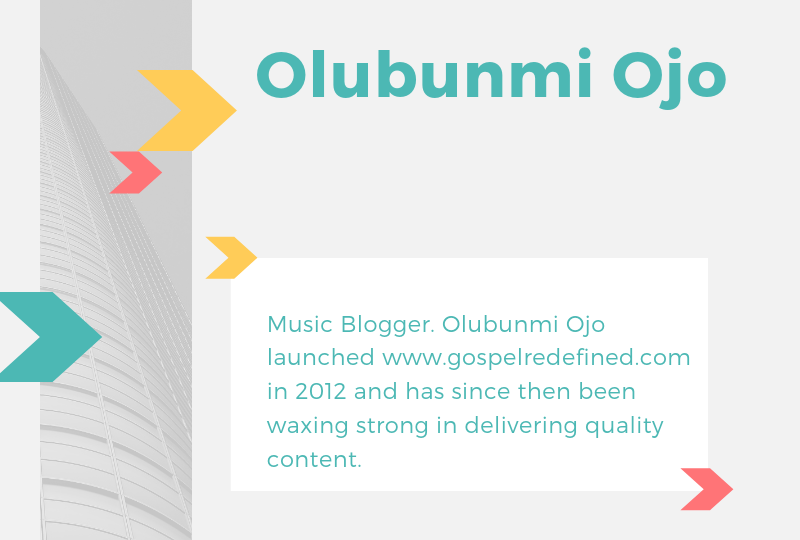 Olubunmi Ojo
Music Blogger. Olubunmi Ojo
launched www.gospelredefined.com
in 2012 and has since then been
waxing strong in delivering quality
content.